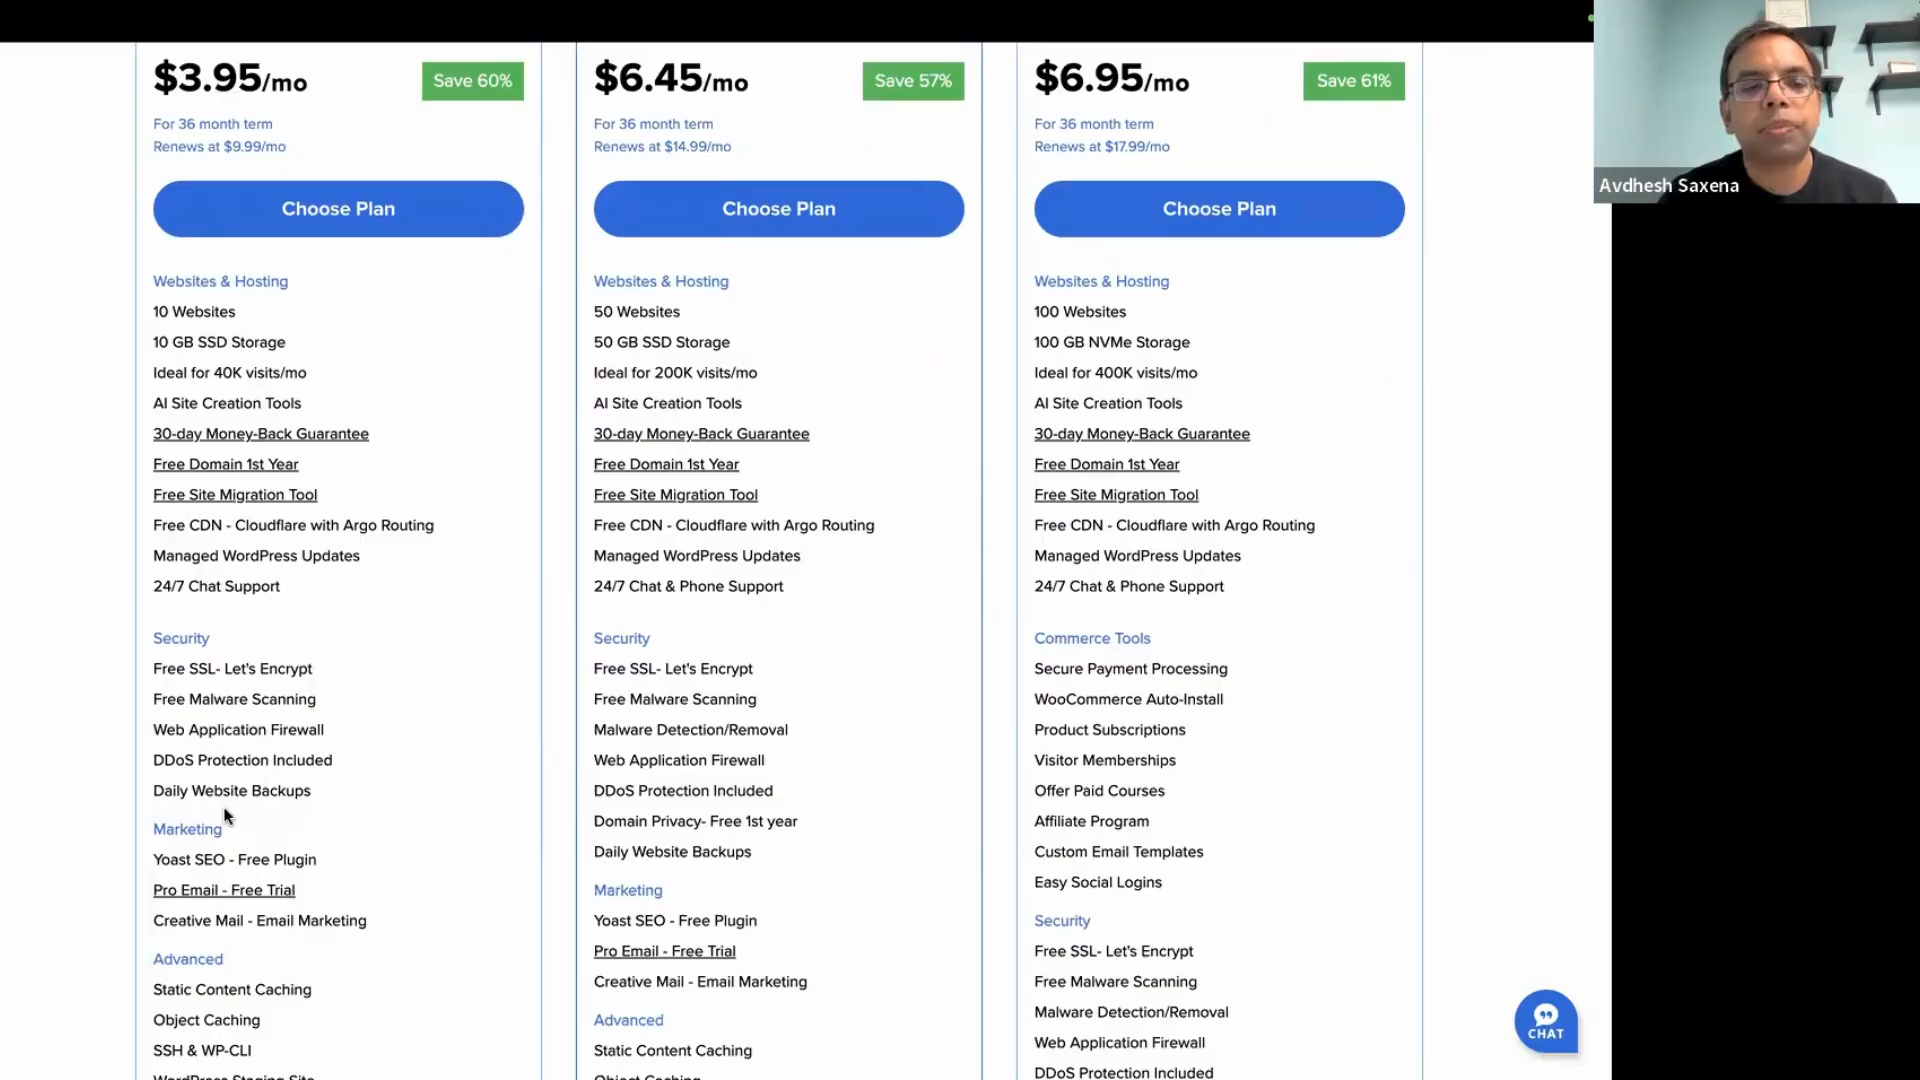 $3.95/mo
Save 60%
For 36 month term
Renews at $9.99/mo
Choose Plan
Websites & Hosting
10 Websites
10 GB SSD Storage
Ideal for 40K visits/mo
AI Site Creation Tools
30-day Money-Back Guarantee
Free Domain 1st Year
Free Site Migration Tool
Free CDN - Cloudflare with Argo Routing
Managed WordPress Updates
24/7 Chat Support
Security
Free SSL- Let's Encrypt
Free Malware Scanning
Web Application Firewall
DDoS Protection Included
Daily Website Backups
Marketing
Yoast SEO - Free Plugin
Pro Email - Free Trial
Creative Mail - Email Marketing
Advanced
Static Content Caching
Object Caching
SSH & WP-CLI
WordPress Staging Site
$6.45/mo
Save 57%
For 36 month term
Renews at $14.99/mo
Choose Plan
Websites & Hosting
50 Websites
50 GB SSD Storage
Ideal for 200K visits/mo
AI Site Creation Tools
30-day Money-Back Guarantee
Free Domain 1st Year
Free Site Migration Tool
Free CDN - Cloudflare with Argo Routing
Managed WordPress Updates
24/7 Chat & Phone Support
Security
Free SSL- Let's Encrypt
Free Malware Scanning
Malware Detection/Removal
Web Application Firewall
DDoS Protection Included
Domain Privacy- Free 1st year
Daily Website Backups
Marketing
Yoast SEO - Free Plugin
Pro Email - Free Trial
Creative Mail - Email Marketing
Advanced
Static Content Caching
Object Caching
$6.95/mo
Save 61%
For 36 month term
Renews at $17.99/mo
Choose Plan
Websites & Hosting
100 Websites
100 GB NVMe Storage
Ideal for 400K visits/mo
AI Site Creation Tools
30-day Money-Back Guarantee
Free Domain 1st Year
Free Site Migration Tool
Free CDN - Cloudflare with Argo Routing
Managed WordPress Updates
24/7 Chat & Phone Support
Commerce Tools
Secure Payment Processing
WooCommerce Auto-Install
Product Subscriptions
Visitor Memberships
Offer Paid Courses
Affiliate Program
Custom Email Templates
Easy Social Logins
Security
Free SSL- Let's Encrypt
Free Malware Scanning
Malware Detection/Removal
Web Application Firewall
DDoS Protection Included
Avdhesh Saxena
CHAT